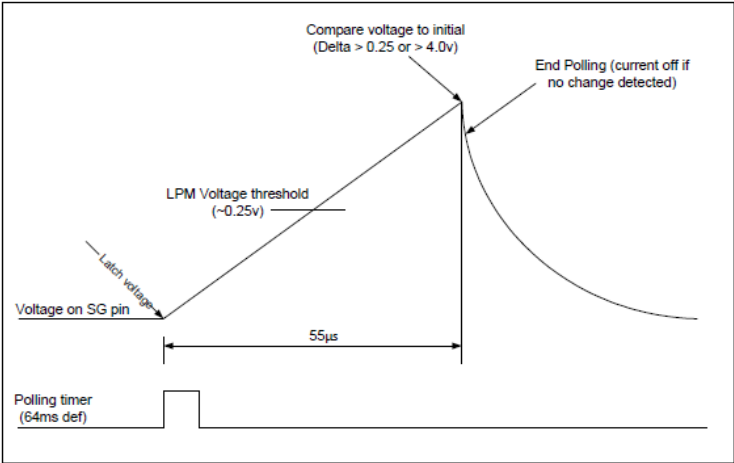 Compare voltage to initial
(Delta > 0.25 or > 4.0v)
End Polling (current off if
no change detected)
LPM Voltage threshold
(~0.25v)
Latch voltage
Voltage on SG pin
55µs
Polling timer
(64ms def)